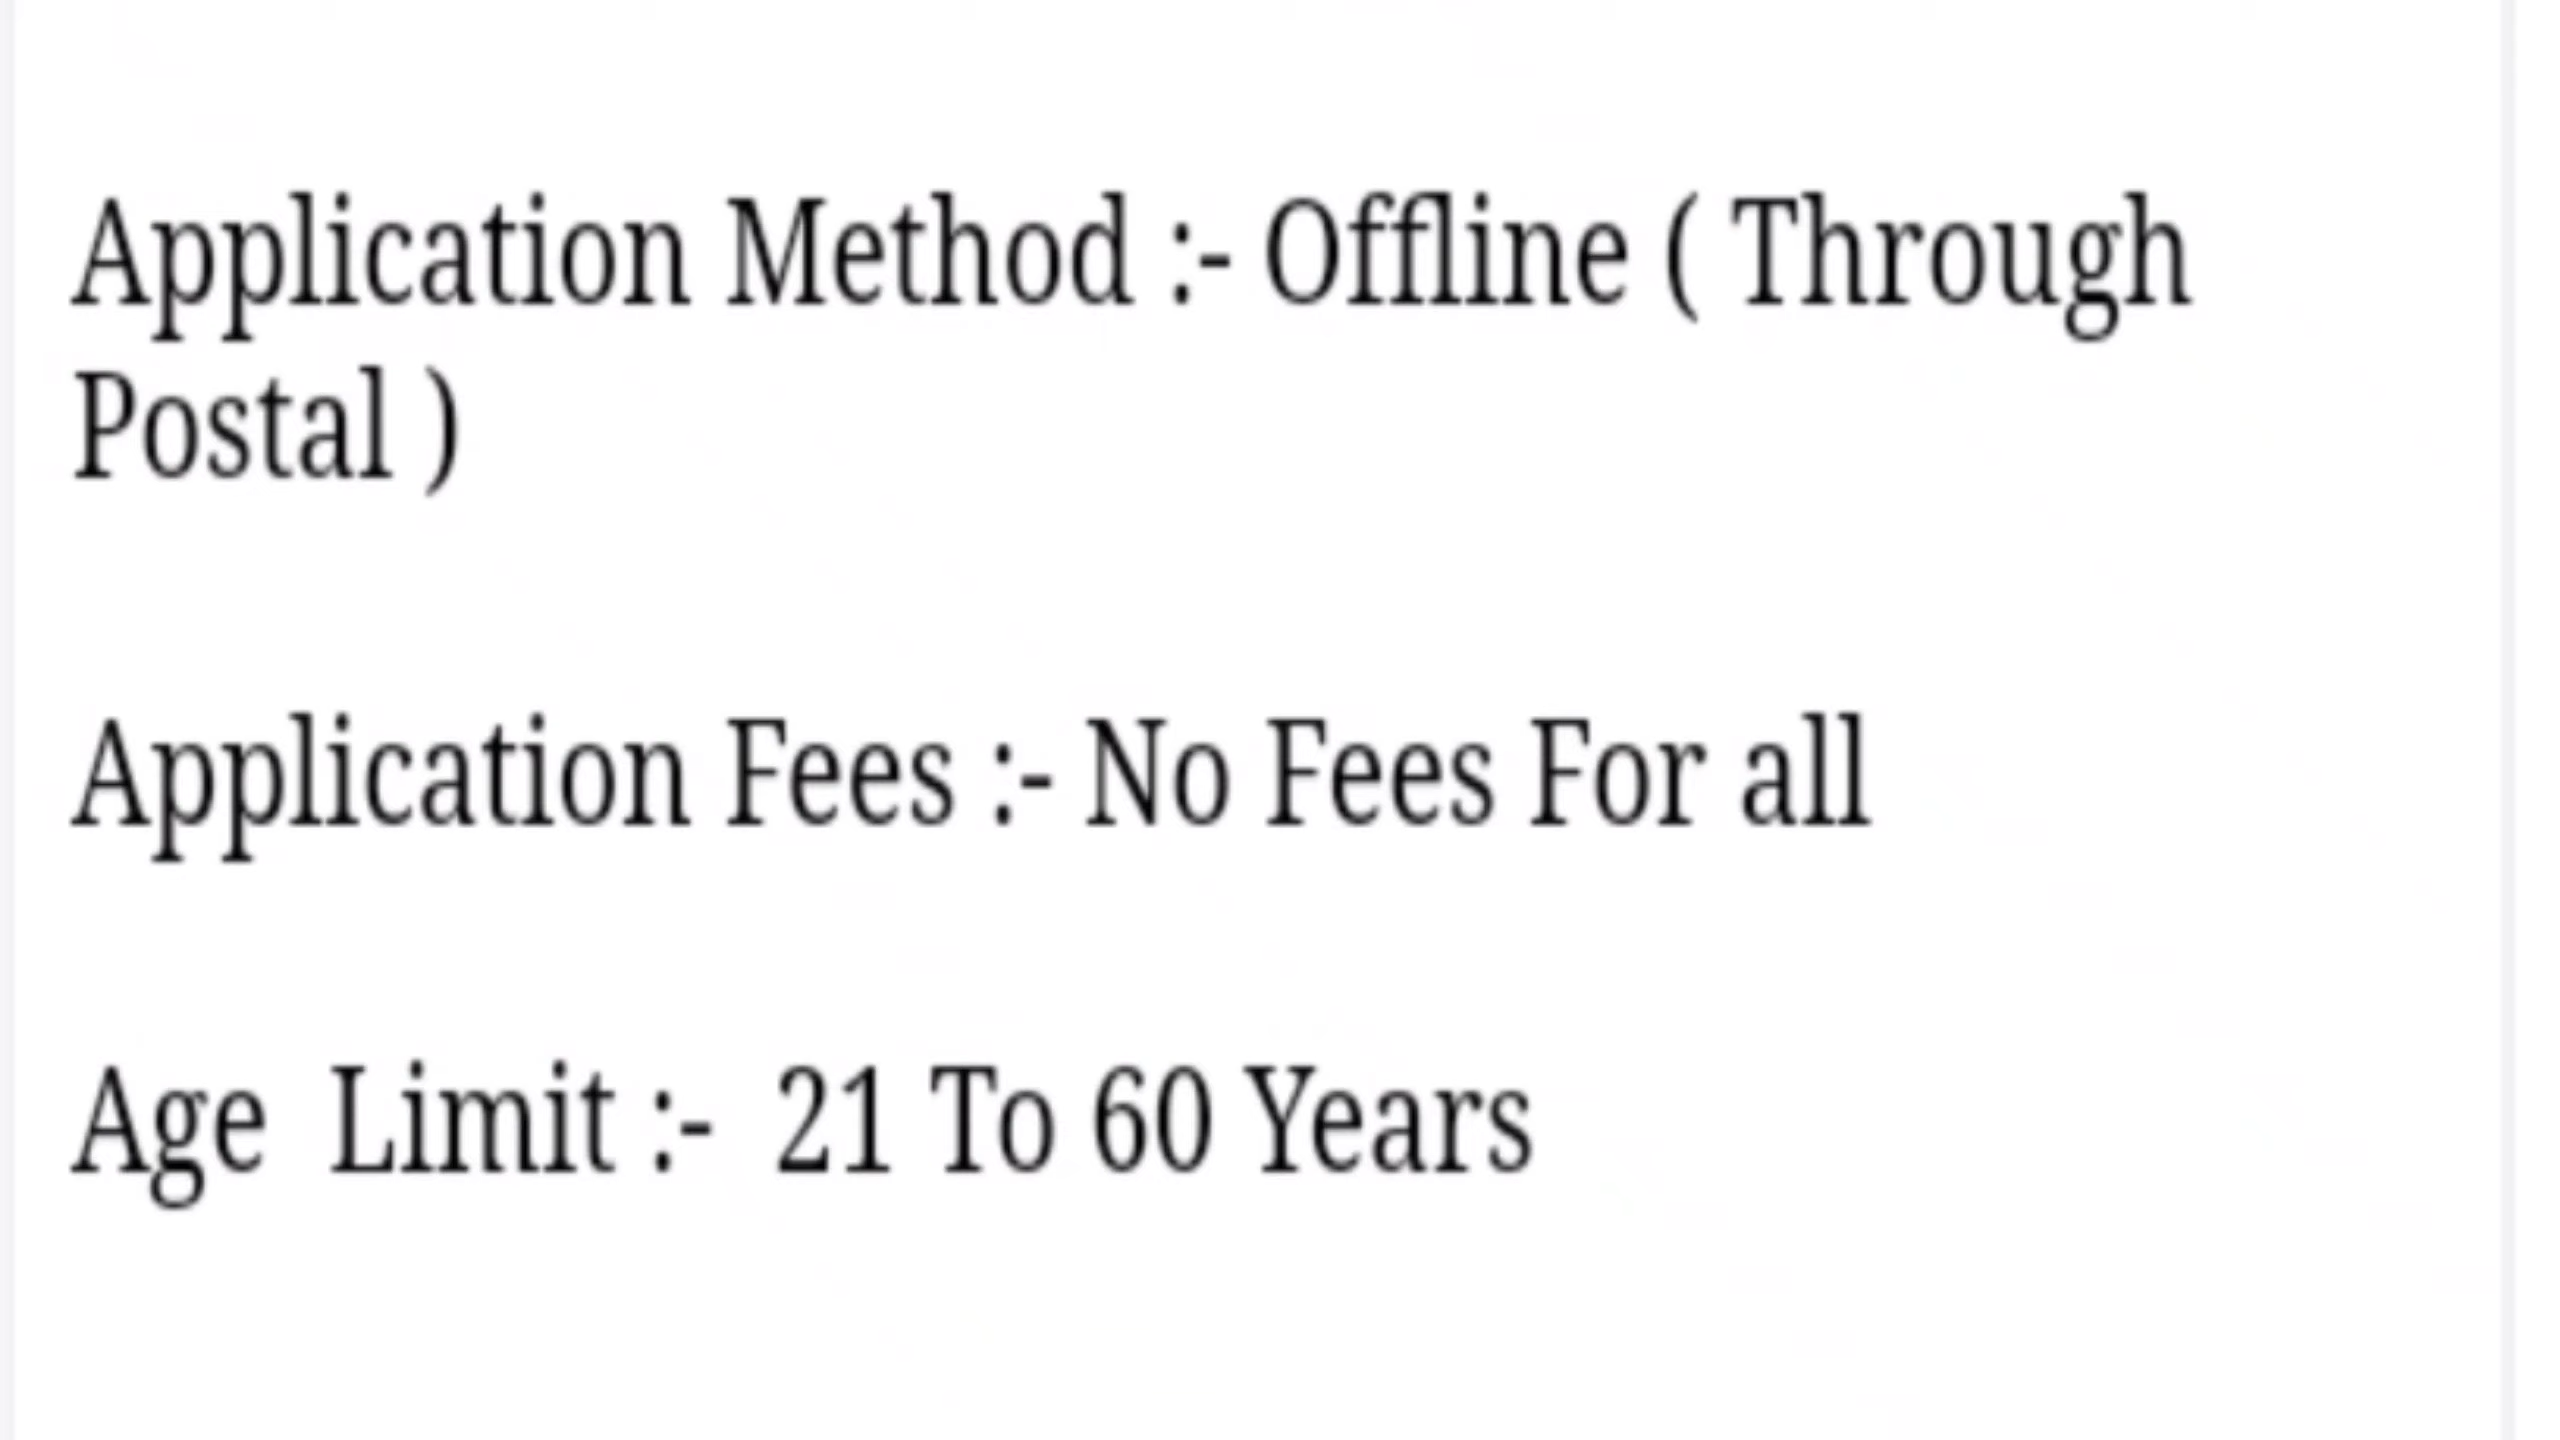 Application Method :- Offline ( Through
Postal )
Application Fees :- No Fees For all
Age  Limit :-  21 To 60 Years